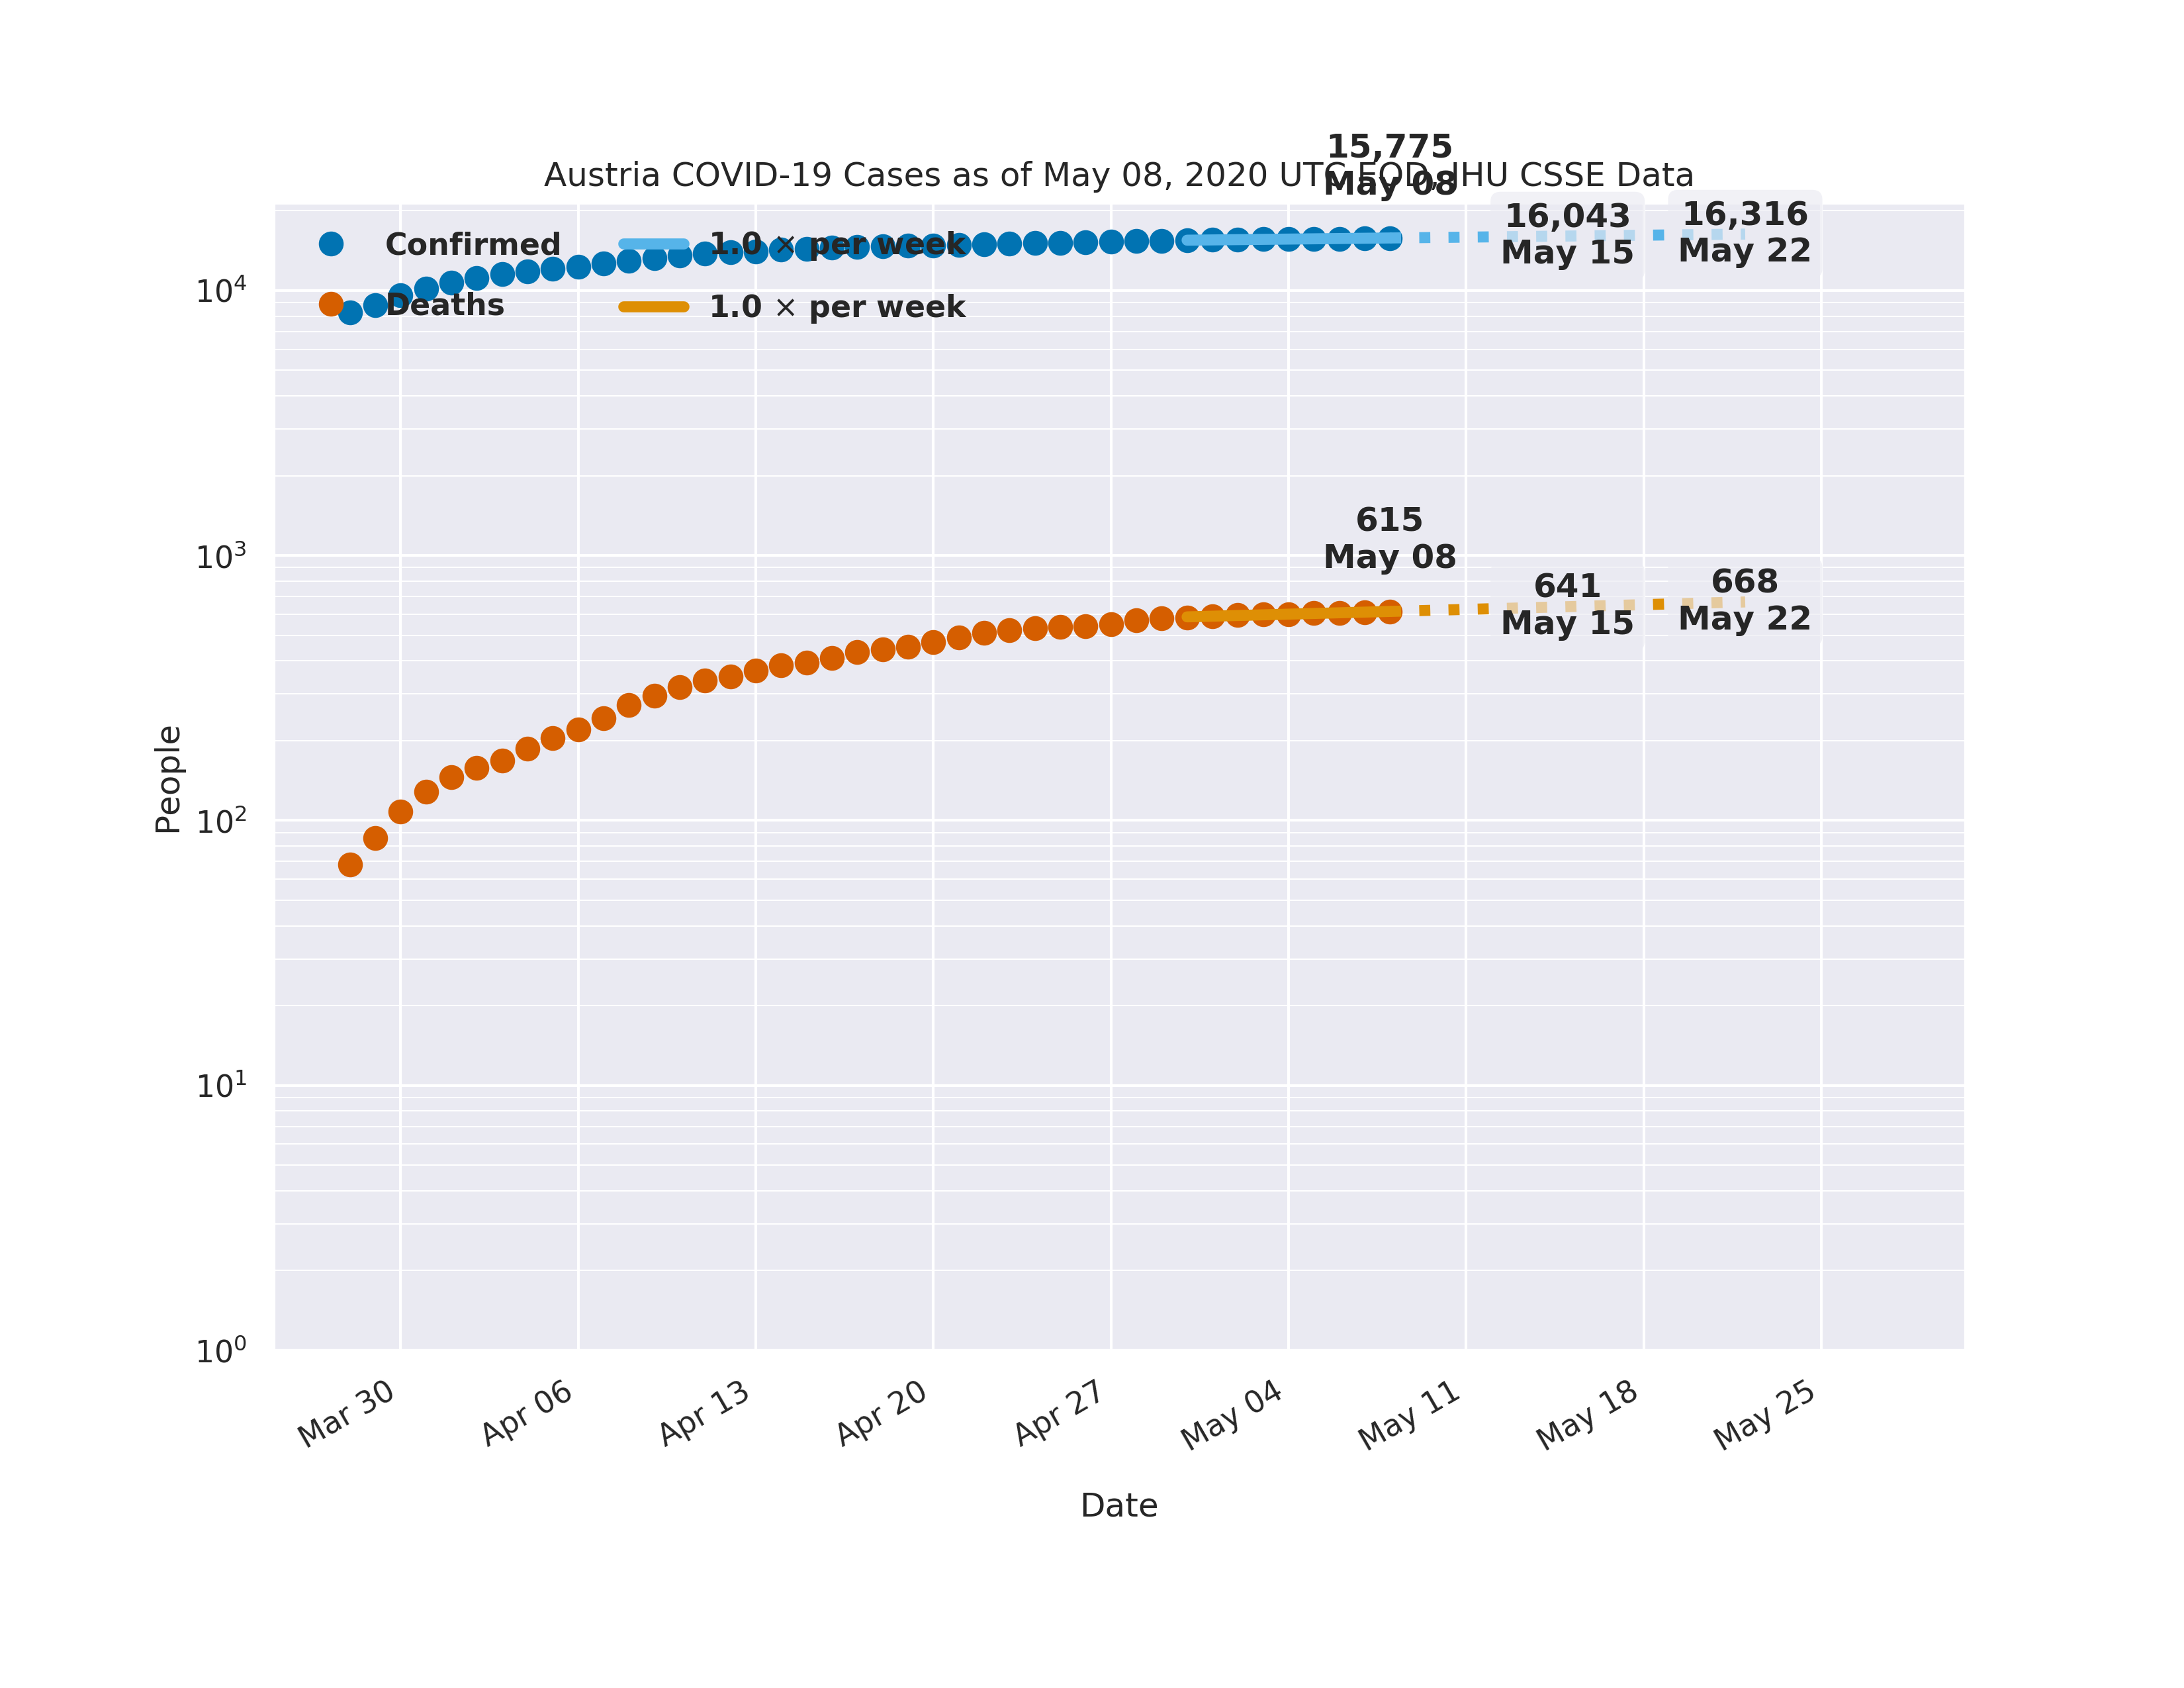 15,775
May 08
Austria COVID-19 Cases as of May 08, 2020 UTC EOD, JHU CSSE Data
16,043
May 15
16,316
May 22
Confirmed
1.0 × per week
Deaths
1.0 × per week
615
May 08
641
May 15
668
May 22
People
10⁴
10³
10²
10¹
10⁰
Mar 30
Apr 06
Apr 13
Apr 20
Apr 27
May 04
May 11
May 18
May 25
Date